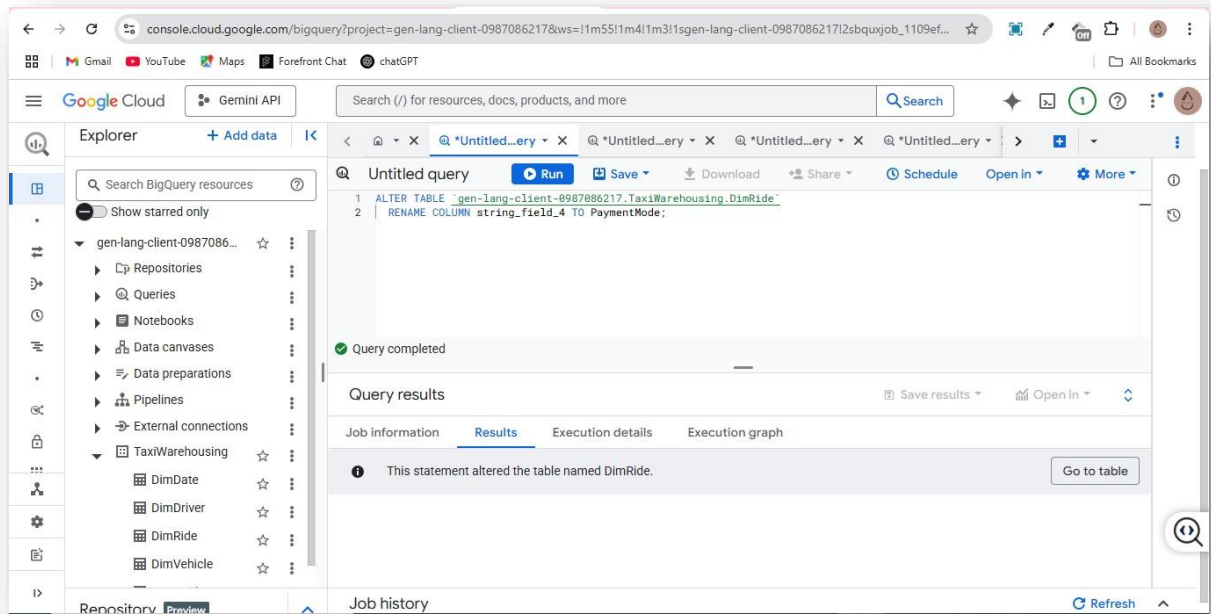 console.cloud.google.com/bigquery?project=gen-lang-client-0987086217&ws=!1m55!1m4!1m3!1sgen-lang-client-0987086217!2sbquxjob_1109ef...
Off
Gmail YouTube Maps Forefront Chat chatGPT All Bookmarks
Google Cloud Gemini API Search (/) for resources, docs, products, and more Search 1
Explorer + Add data
*Untitled...ery *Untitled...ery *Untitled...ery *Untitled...ery
Search BigQuery resources
Show starred only
gen-lang-client-0987086...
Repositories
Queries
Notebooks
Data canvases
Data preparations
Pipelines
External connections
TaxiWarehousing
DimDate
DimDriver
DimRide
DimVehicle
Repository Preview
Untitled query Run Save Download Share Schedule Open in More
1 ALTER TABLE `gen-lang-client-0987086217.TaxiWarehousing.DimRide`
2 RENAME COLUMN string_field_4 TO PaymentMode;
Query completed
Query results Save results Open in
Job information Results Execution details Execution graph
This statement altered the table named DimRide. Go to table
Job history Refresh